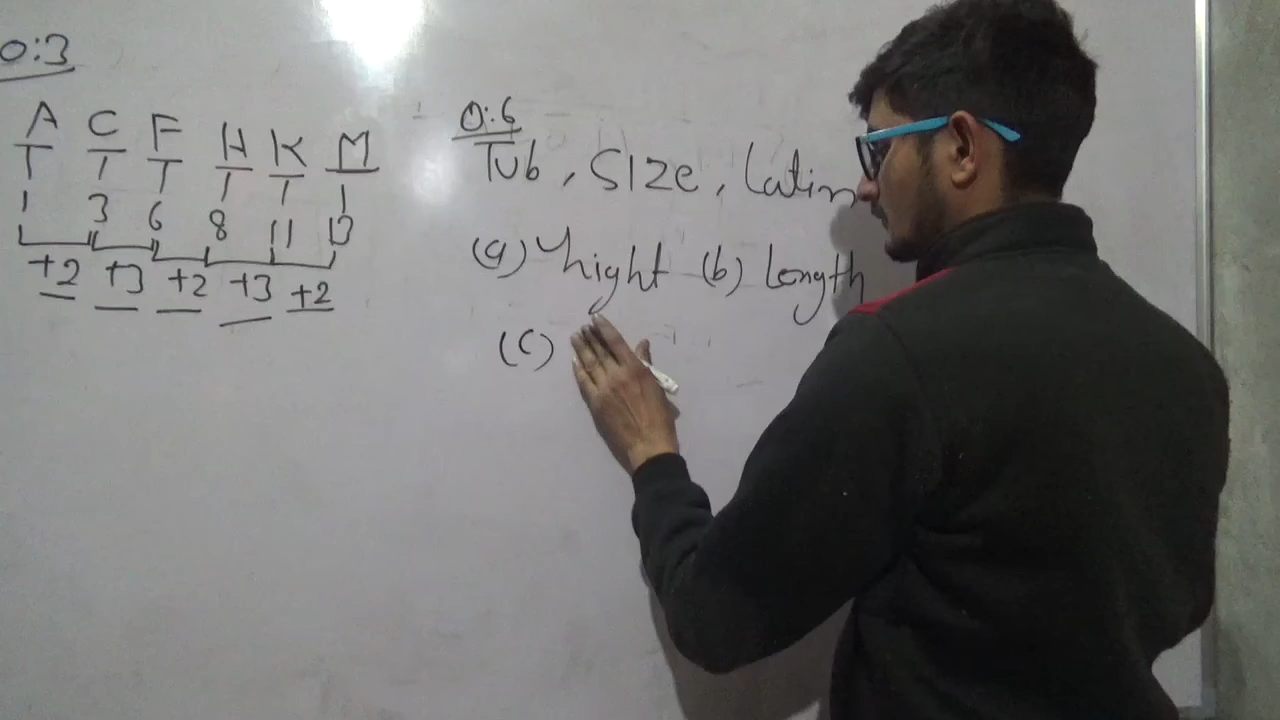 Q:3
A C F H K M
1 3 6 8 11 13
+2 +3 +2 +3 +2
Q:6
Tub, Size, Latin
(a) hight (b) Length
(c)